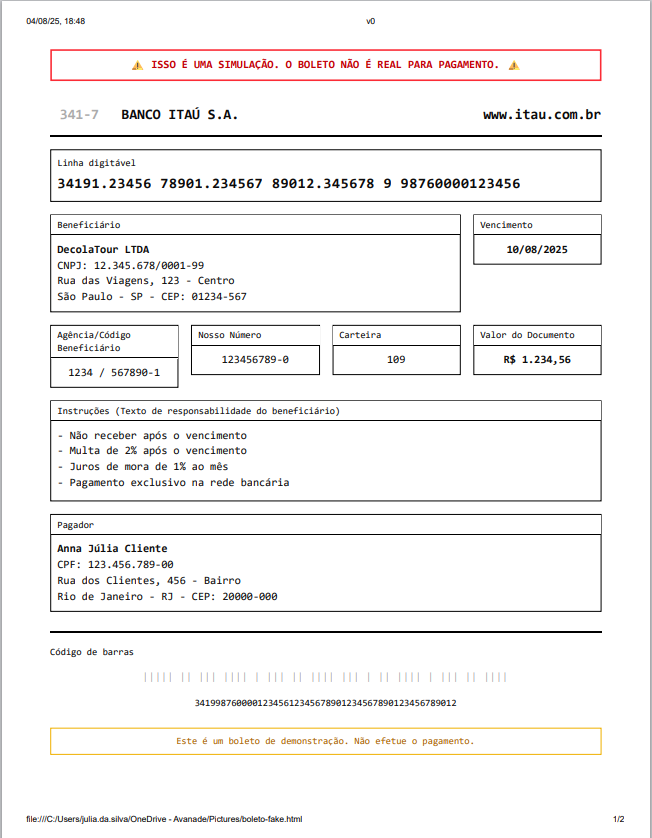 04/08/25, 18:48 v0
⚠️ ISSO É UMA SIMULAÇÃO. O BOLETO NÃO É REAL PARA PAGAMENTO. ⚠️
341-7 BANCO ITAÚ S.A. www.itau.com.br
Linha digitável
34191.23456 78901.234567 89012.345678 9 98760000123456
Beneficiário
DecolaTour LTDA
CNPJ: 12.345.678/0001-99
Rua das Viagens, 123 - Centro
São Paulo - SP - CEP: 01234-567
Vencimento
10/08/2025
Agência/Código
Beneficiário
1234 / 567890-1
Nosso Número
123456789-0
Carteira
109
Valor do Documento
R$ 1.234,56
Instruções (Texto de responsabilidade do beneficiário)
- Não receber após o vencimento
- Multa de 2% após o vencimento
- Juros de mora de 1% ao mês
- Pagamento exclusivo na rede bancária
Pagador
Anna Júlia Cliente
CPF: 123.456.789-00
Rua dos Clientes, 456 - Bairro
Rio de Janeiro - RJ - CEP: 20000-000
Código de barras
34199876000012345612345678901234567890123456789012
Este é um boleto de demonstração. Não efetue o pagamento.
file:///C:/Users/julia.da.silva/OneDrive - Avanade/Pictures/boleto-fake.html 1/2